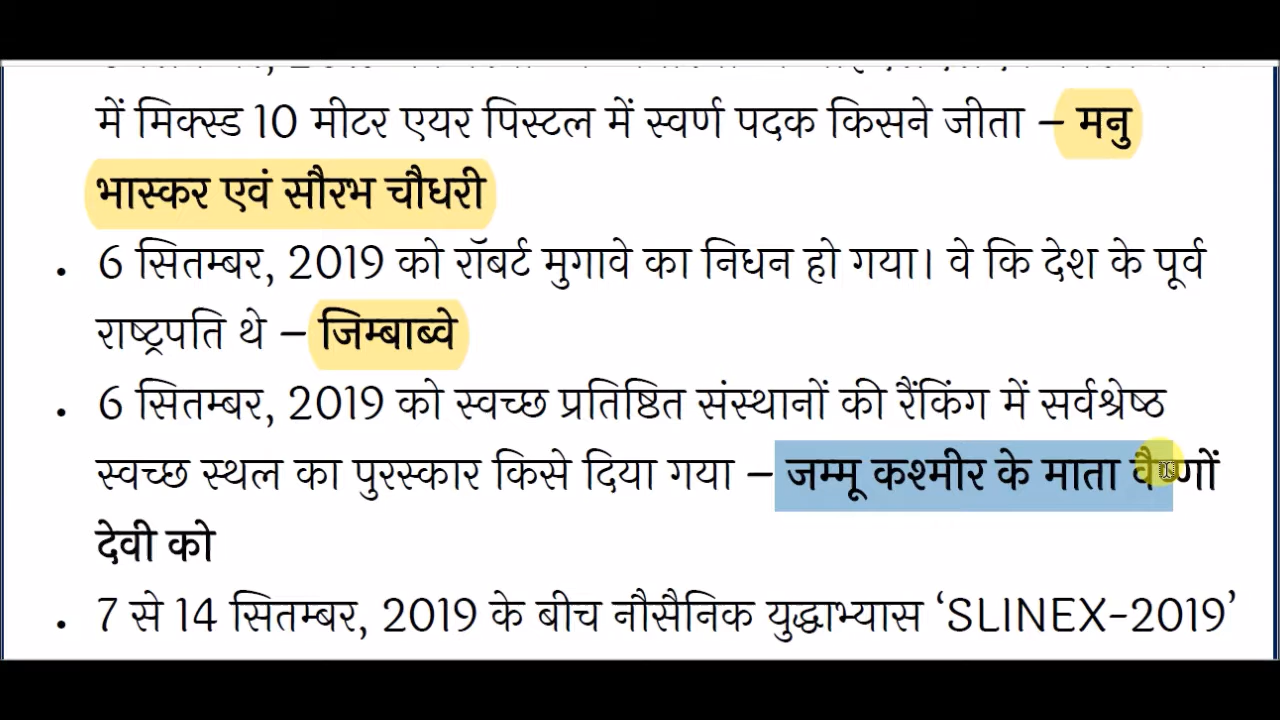 में मिक्स्ड 10 मीटर एयर पिस्टल में स्वर्ण पदक किसने जीता – मनु
भास्कर एवं सौरभ चौधरी
• 6 सितम्बर, 2019 को रॉबर्ट मुगावे का निधन हो गया। वे कि देश के पूर्व
राष्ट्रपति थे – जिम्बाब्वे
• 6 सितम्बर, 2019 को स्वच्छ प्रतिष्ठित संस्थानों की रैंकिंग में सर्वश्रेष्ठ
स्वच्छ स्थल का पुरस्कार किसे दिया गया – जम्मू कश्मीर के माता वैष्णों
देवी को
• 7 से 14 सितम्बर, 2019 के बीच नौसैनिक युद्धाभ्यास ‘SLINEX-2019’